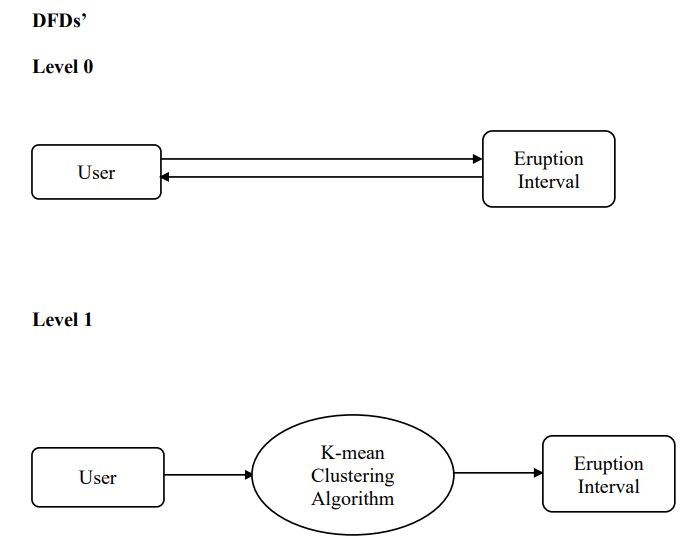 DFDs’
Level 0
User
Eruption
Interval
Level 1
User
K-mean
Clustering
Algorithm
Eruption
Interval